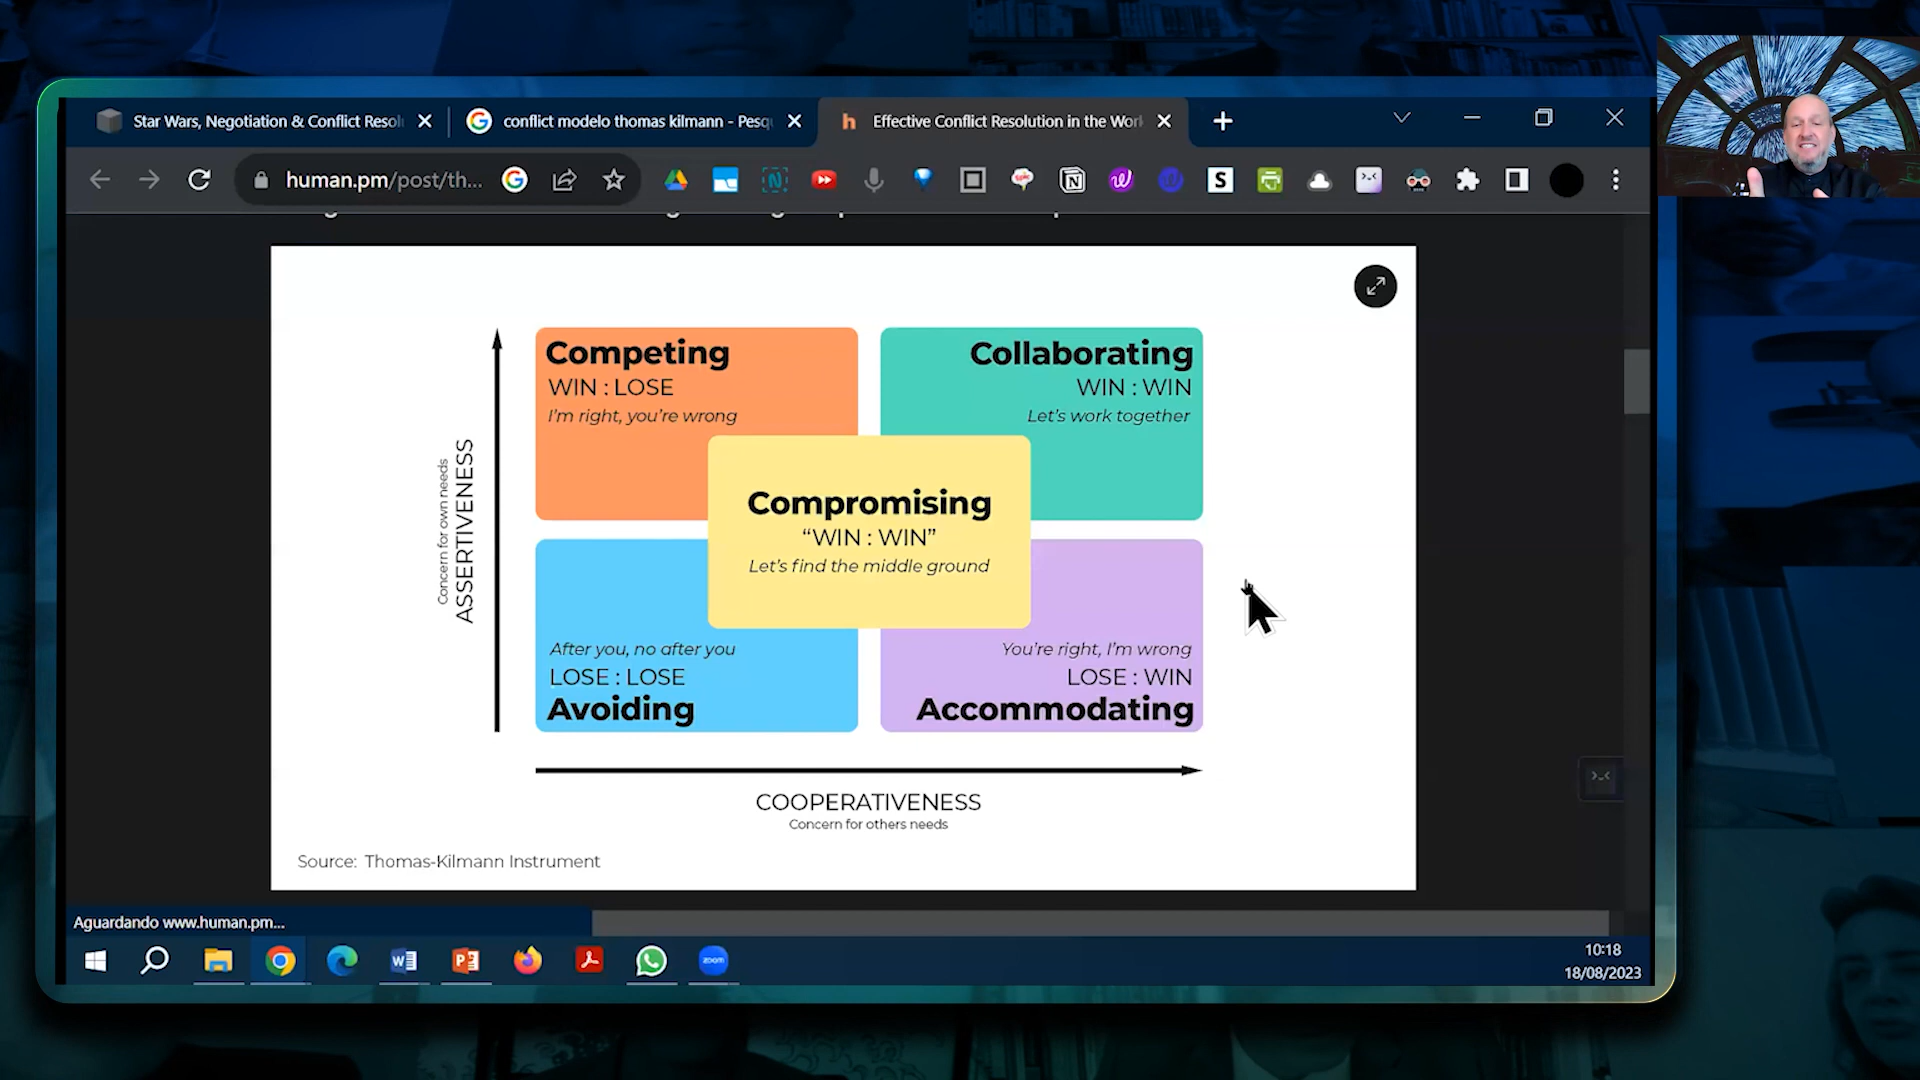 Star Wars, Negotiation & Conflict Resol
conflict modelo thomas kilmann - Pesq
Effective Conflict Resolution in the Wor
human.pm/post/th...
Competing
WIN : LOSE
I'm right, you're wrong
Collaborating
WIN : WIN
Let's work together
Compromising
“WIN : WIN”
Let's find the middle ground
After you, no after you
LOSE : LOSE
Avoiding
You're right, I'm wrong
LOSE : WIN
Accommodating
Concern for own needs
ASSERTIVENESS
COOPERATIVENESS
Concern for others needs
Source: Thomas-Kilmann Instrument
Aguardando www.human.pm...
zoom
10:18
18/08/2023